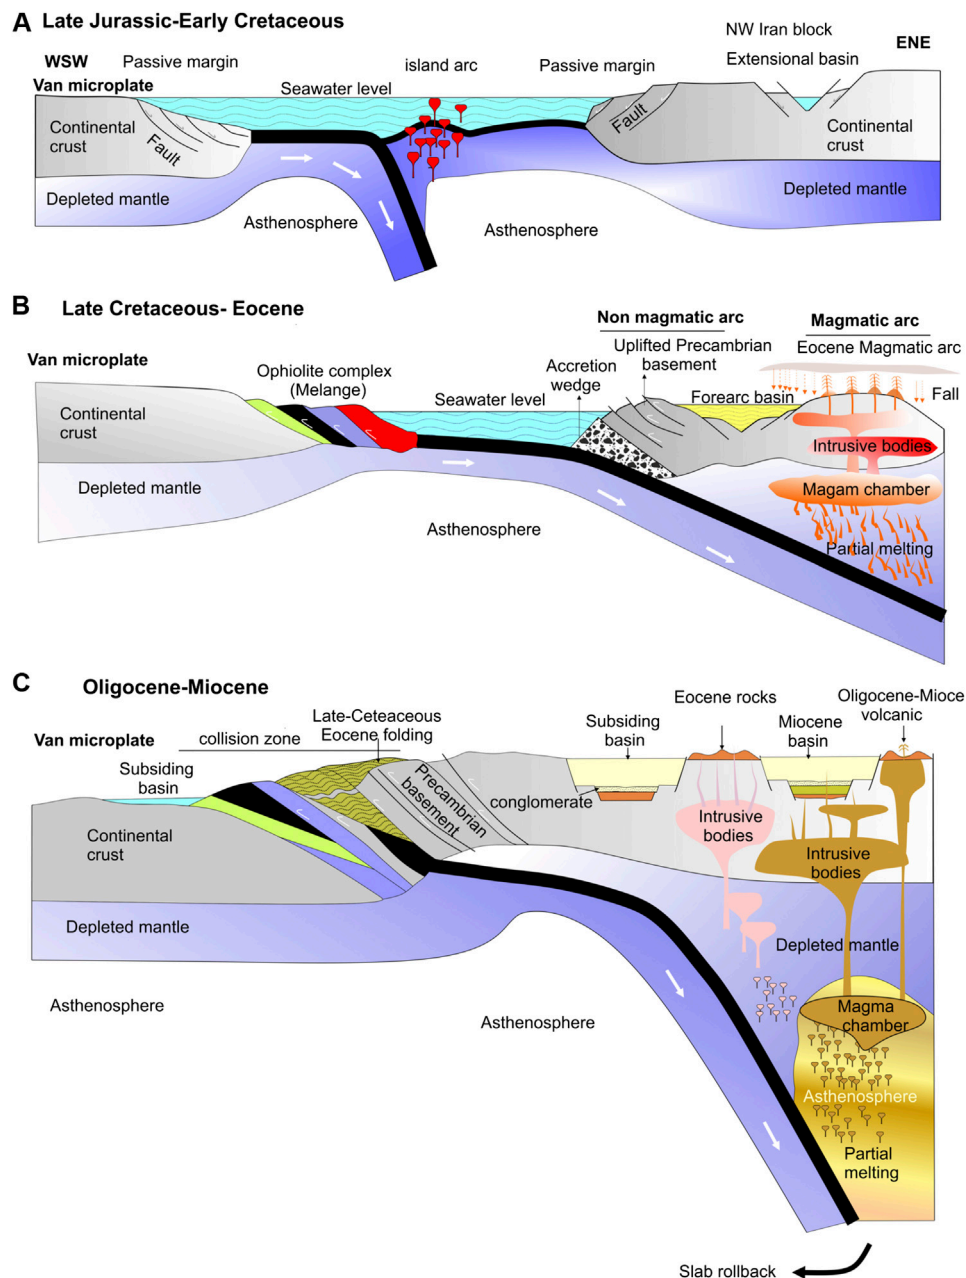 A Late Jurassic-Early Cretaceous
NW Iran block
WSW
ENE
Passive margin
island arc
Passive margin
Extensional basin
Van microplate
Seawater level
Continental
crust
Fault
Fault
Continental
crust
Depleted mantle
Depleted mantle
Asthenosphere
Asthenosphere
B Late Cretaceous- Eocene
Non magmatic arc
Magmatic arc
Van microplate
Uplifted Precambrian
basement
Eocene Magmatic arc
Ophiolite complex
(Melange)
Accretion
wedge
Seawater level
Forearc basin
Fall
Continental
crust
Intrusive bodies
Depleted mantle
Magam chamber
Asthenosphere
Partial melting
C Oligocene-Miocene
Eocene rocks
Oligocene-Mioce
volcanic
Late-Ceteaceous
Eocene folding
Subsiding
basin
Miocene
basin
Van microplate
collision zone
Subsiding
basin
Precambrian
basement
conglomerate
Intrusive
bodies
Continental
crust
Intrusive
bodies
Depleted mantle
Depleted mantle
Asthenosphere
Asthenosphere
Magma
chamber
Asthenosphere
Partial
melting
Slab rollback